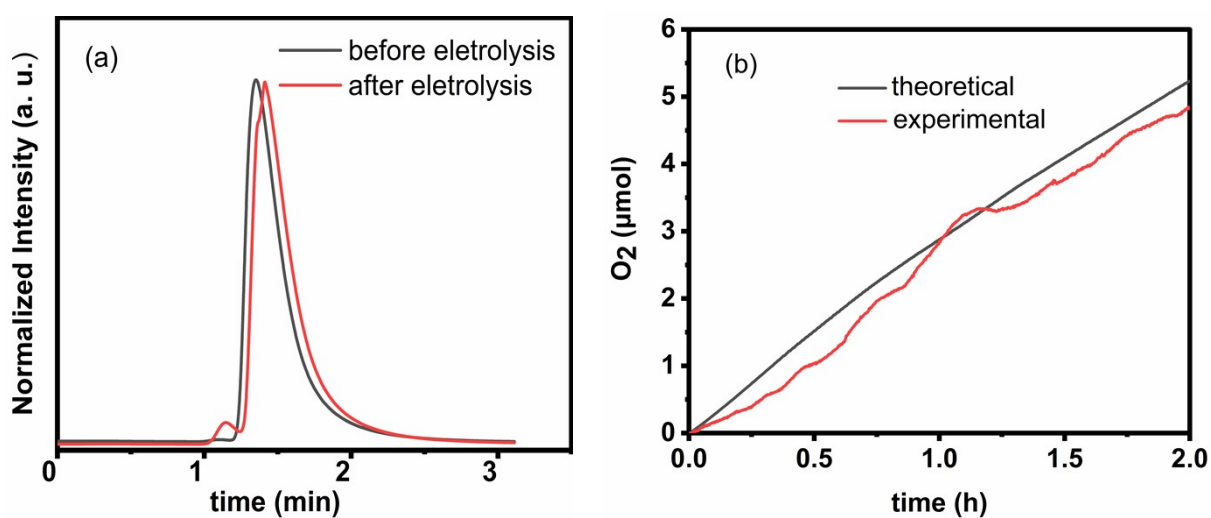 (a)
before eletrolysis
after eletrolysis
Normalized Intensity (a. u.)
0 1 2 3
time (min)
(b)
theoretical
experimental
O2 (µmol)
6
5
4
3
2
1
0
0.0 0.5 1.0 1.5 2.0
time (h)